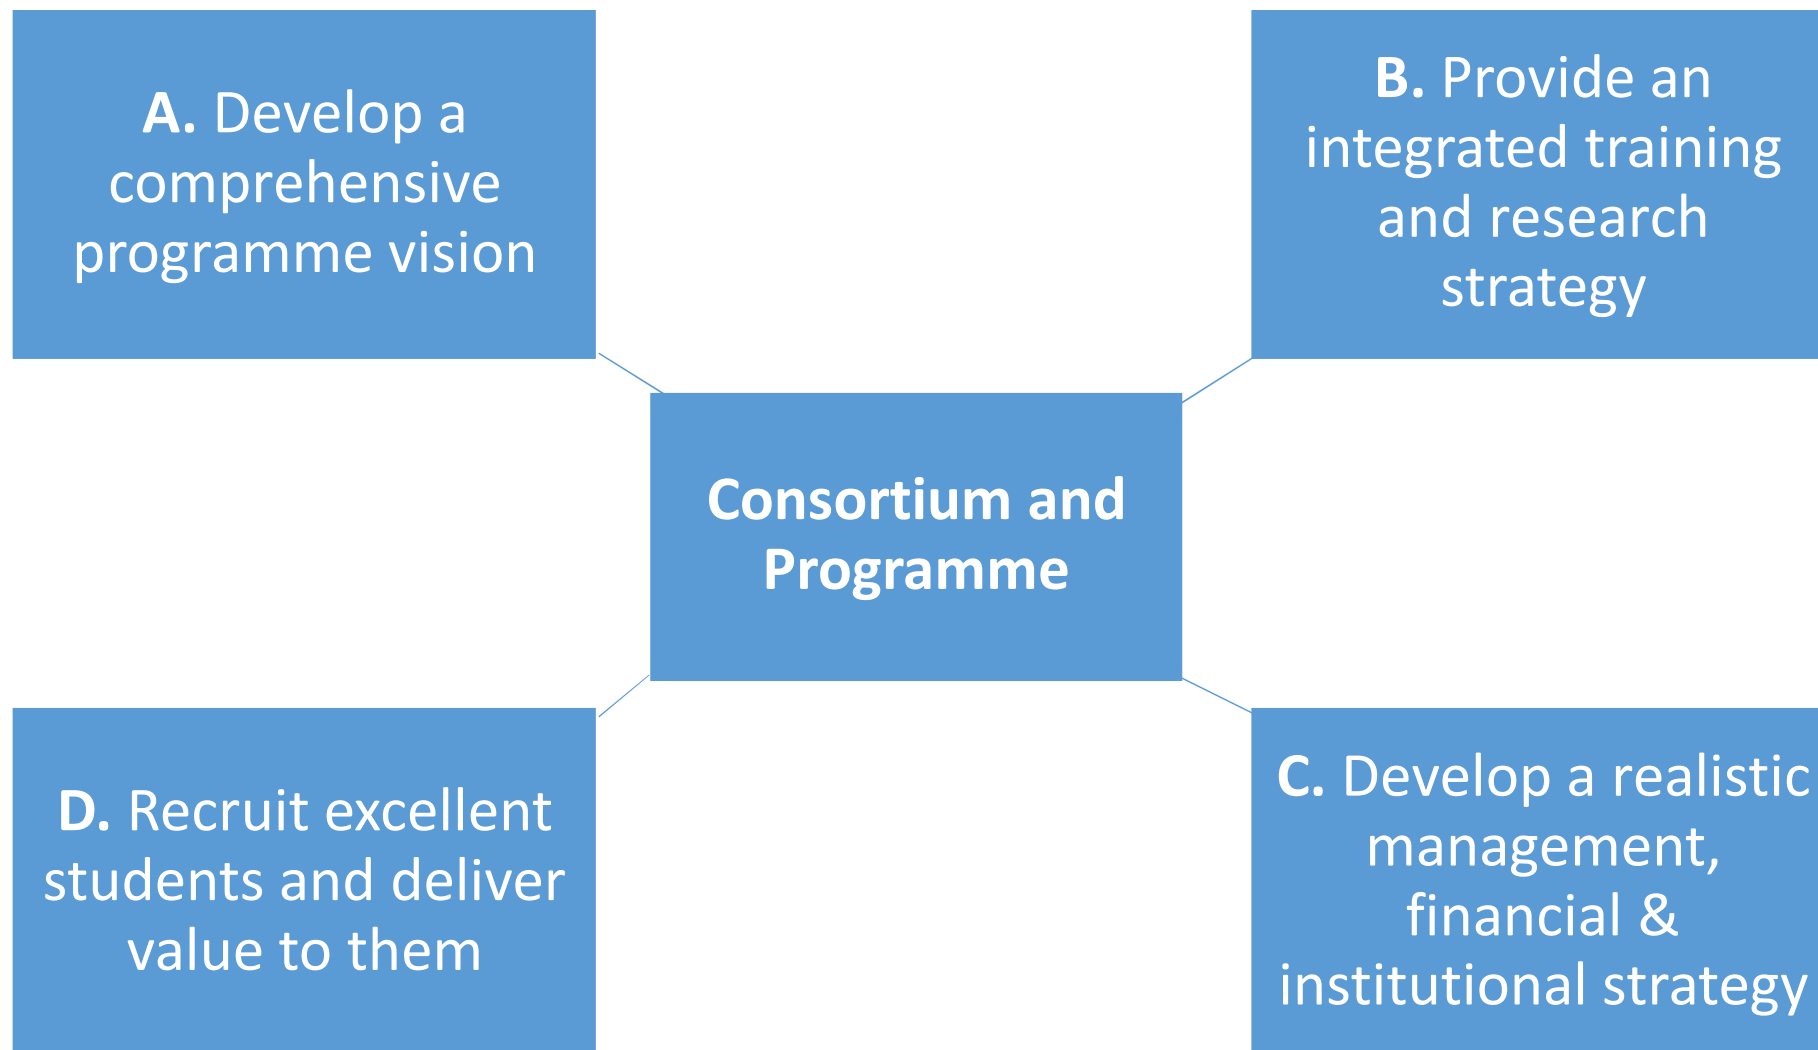 A. Develop a
comprehensive
programme vision
B. Provide an
integrated training
and research
strategy
Consortium and
Programme
D. Recruit excellent
students and deliver
value to them
C. Develop a realistic
management,
financial &
institutional strategy